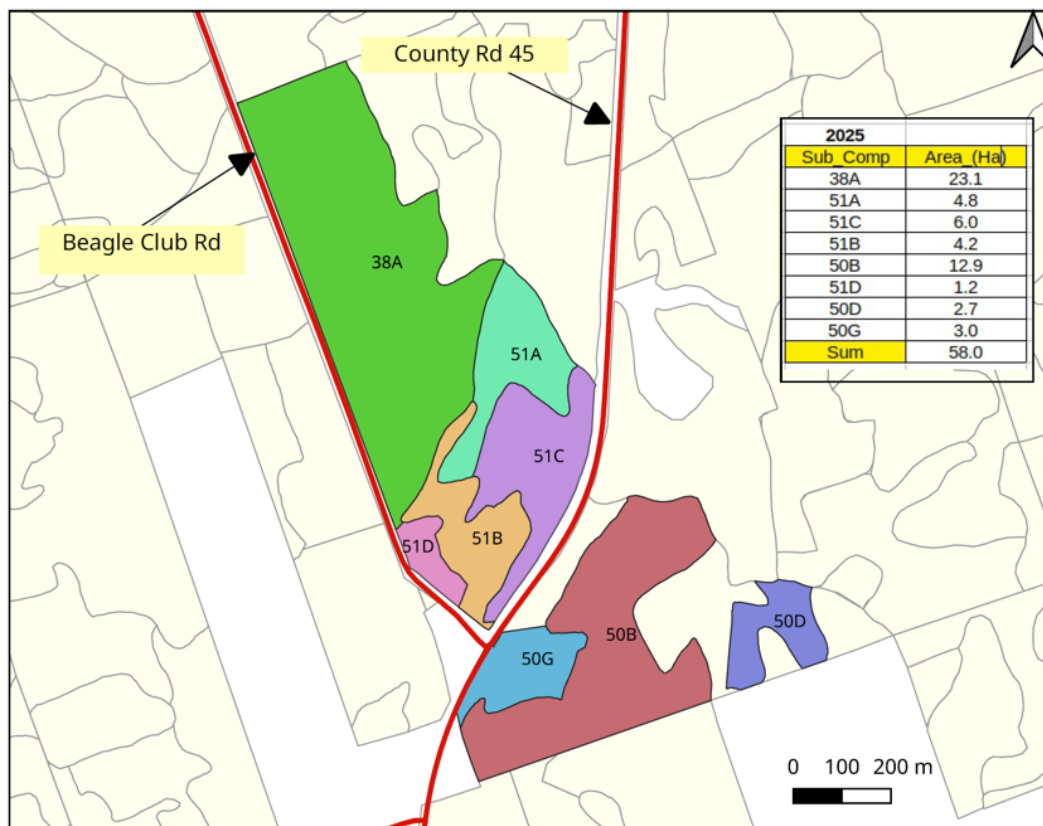 County Rd 45
Beagle Club Rd
2025
Sub_Comp Area_(Ha)
38A 23.1
51A 4.8
51C 6.0
51B 4.2
50B 12.9
51D 1.2
50D 2.7
50G 3.0
Sum 58.0
38A
51A
51C
51B
51D
50D
50B
50G
0 100 200 m